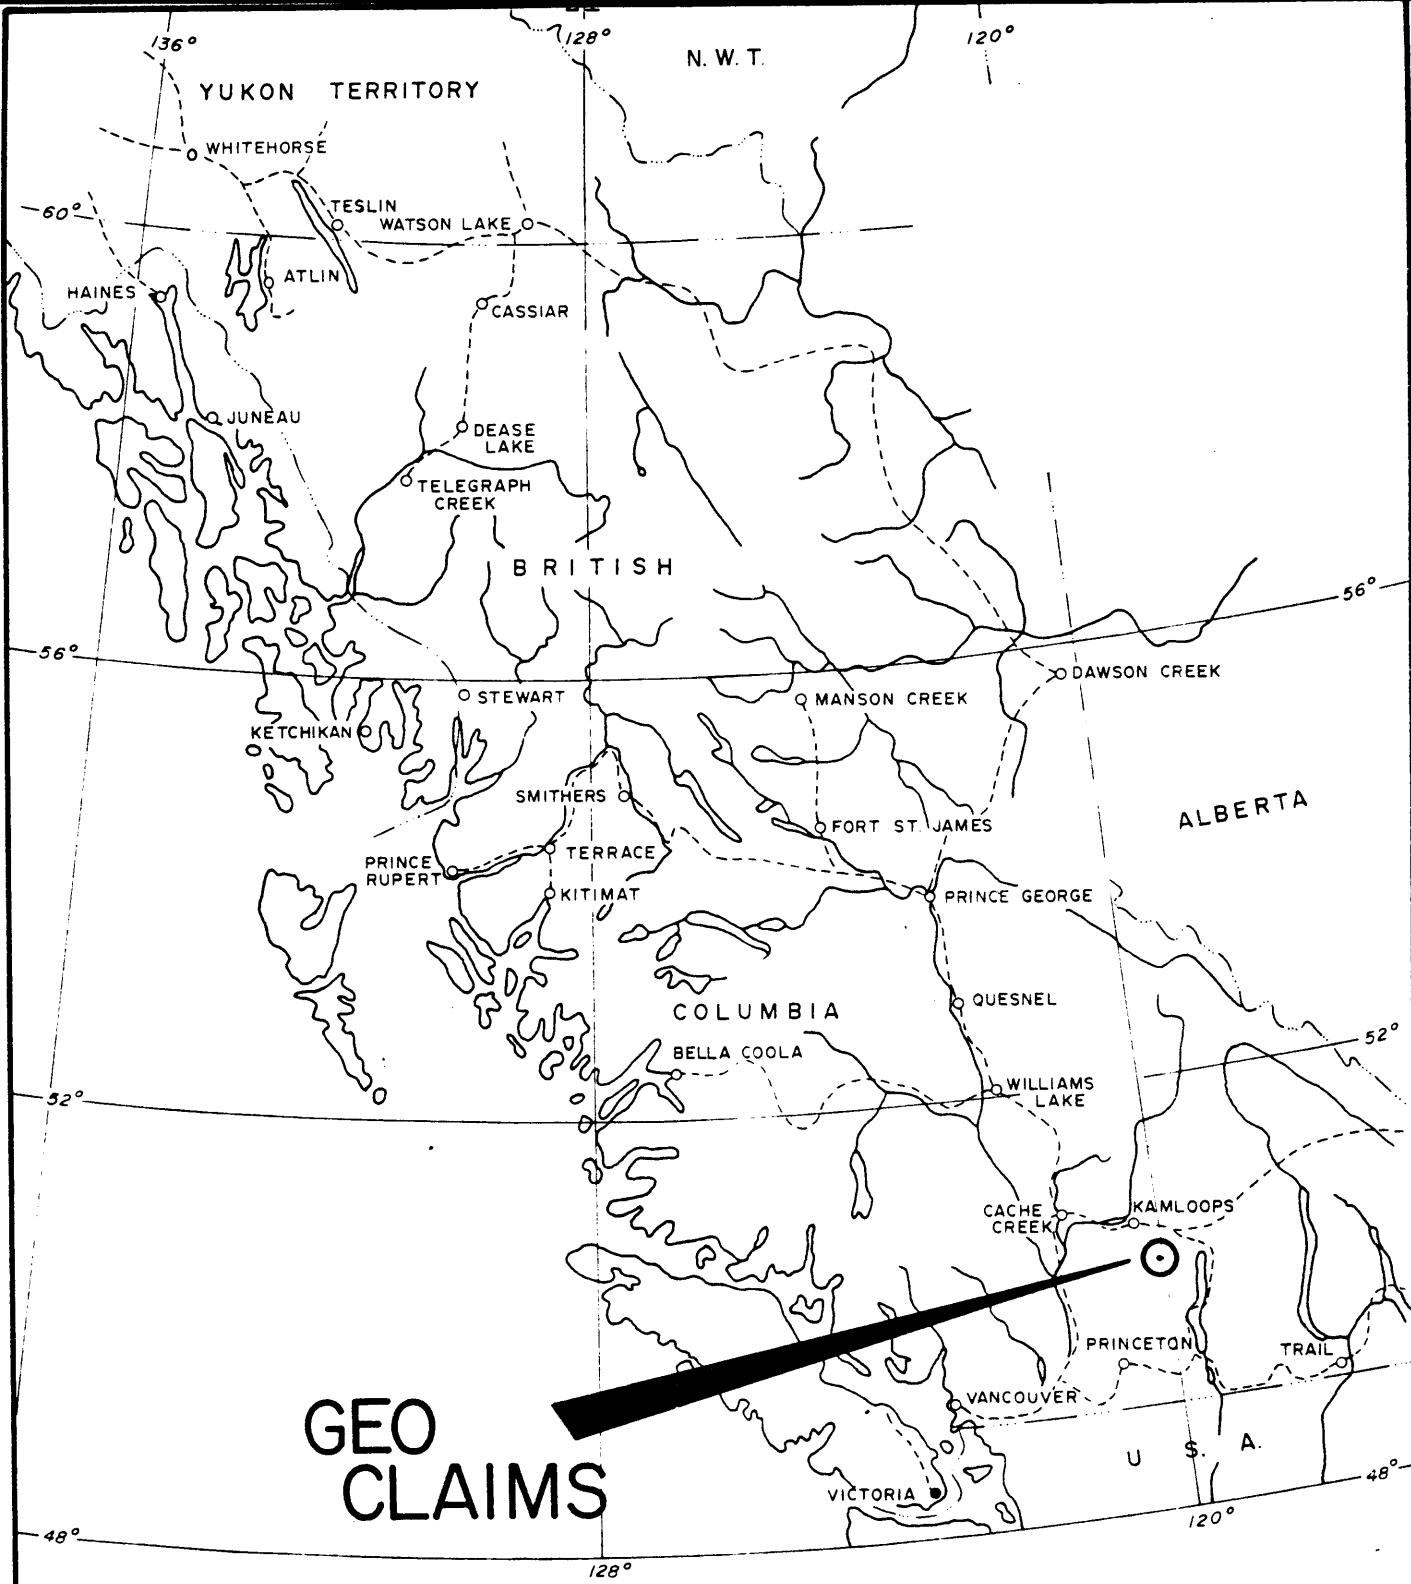 136°
128°
120°
N. W. T.
YUKON TERRITORY
WHITEHORSE
60°
TESLIN
WATSON LAKE
ATLIN
HAINES
CASSIAR
JUNEAU
DEASE
LAKE
TELEGRAPH
CREEK
BRITISH
56°
56°
DAWSON CREEK
STEWART
MANSON CREEK
KETCHIKAN
SMITHERS
ALBERTA
FORT ST. JAMES
TERRACE
PRINCE
RUPERT
KITIMAT
PRINCE GEORGE
QUESNEL
COLUMBIA
52°
BELLA COOLA
WILLIAMS
LAKE
52°
CACHE
CREEK
KAMLOOPS
PRINCETON
TRAIL
VANCOUVER
GEO
CLAIMS
U. S. A.
VICTORIA
48°
48°
120°
128°